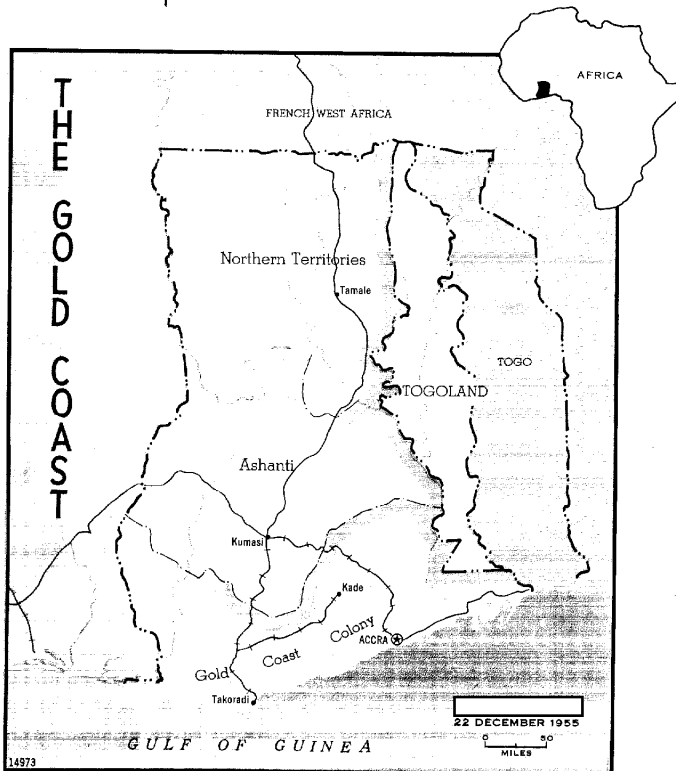 THE GOLD COAST
AFRICA
FRENCH WEST AFRICA
Northern Territories
Tamale
TOGO
TOGOLAND
Ashanti
Kumasi
Kade
Gold Coast Colony
ACCRA
Takoradi
22 DECEMBER 1955
GULF OF GUINEA
0 50
MILES
14973